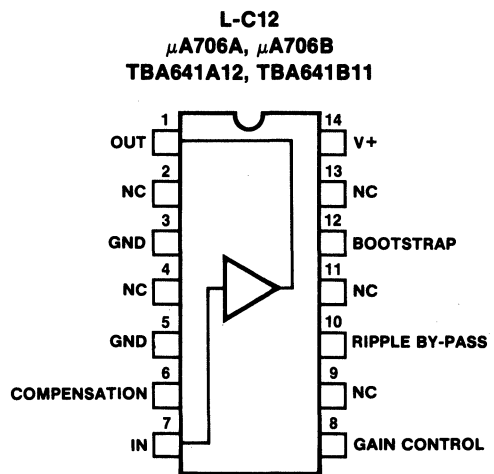 L-C12
μA706A, μA706B
TBA641A12, TBA641B11
1 14
OUT V+
2 13
NC NC
3 12
GND BOOTSTRAP
4 11
NC NC
5 10
GND RIPPLE BY-PASS
6 9
COMPENSATION NC
7 8
IN GAIN CONTROL